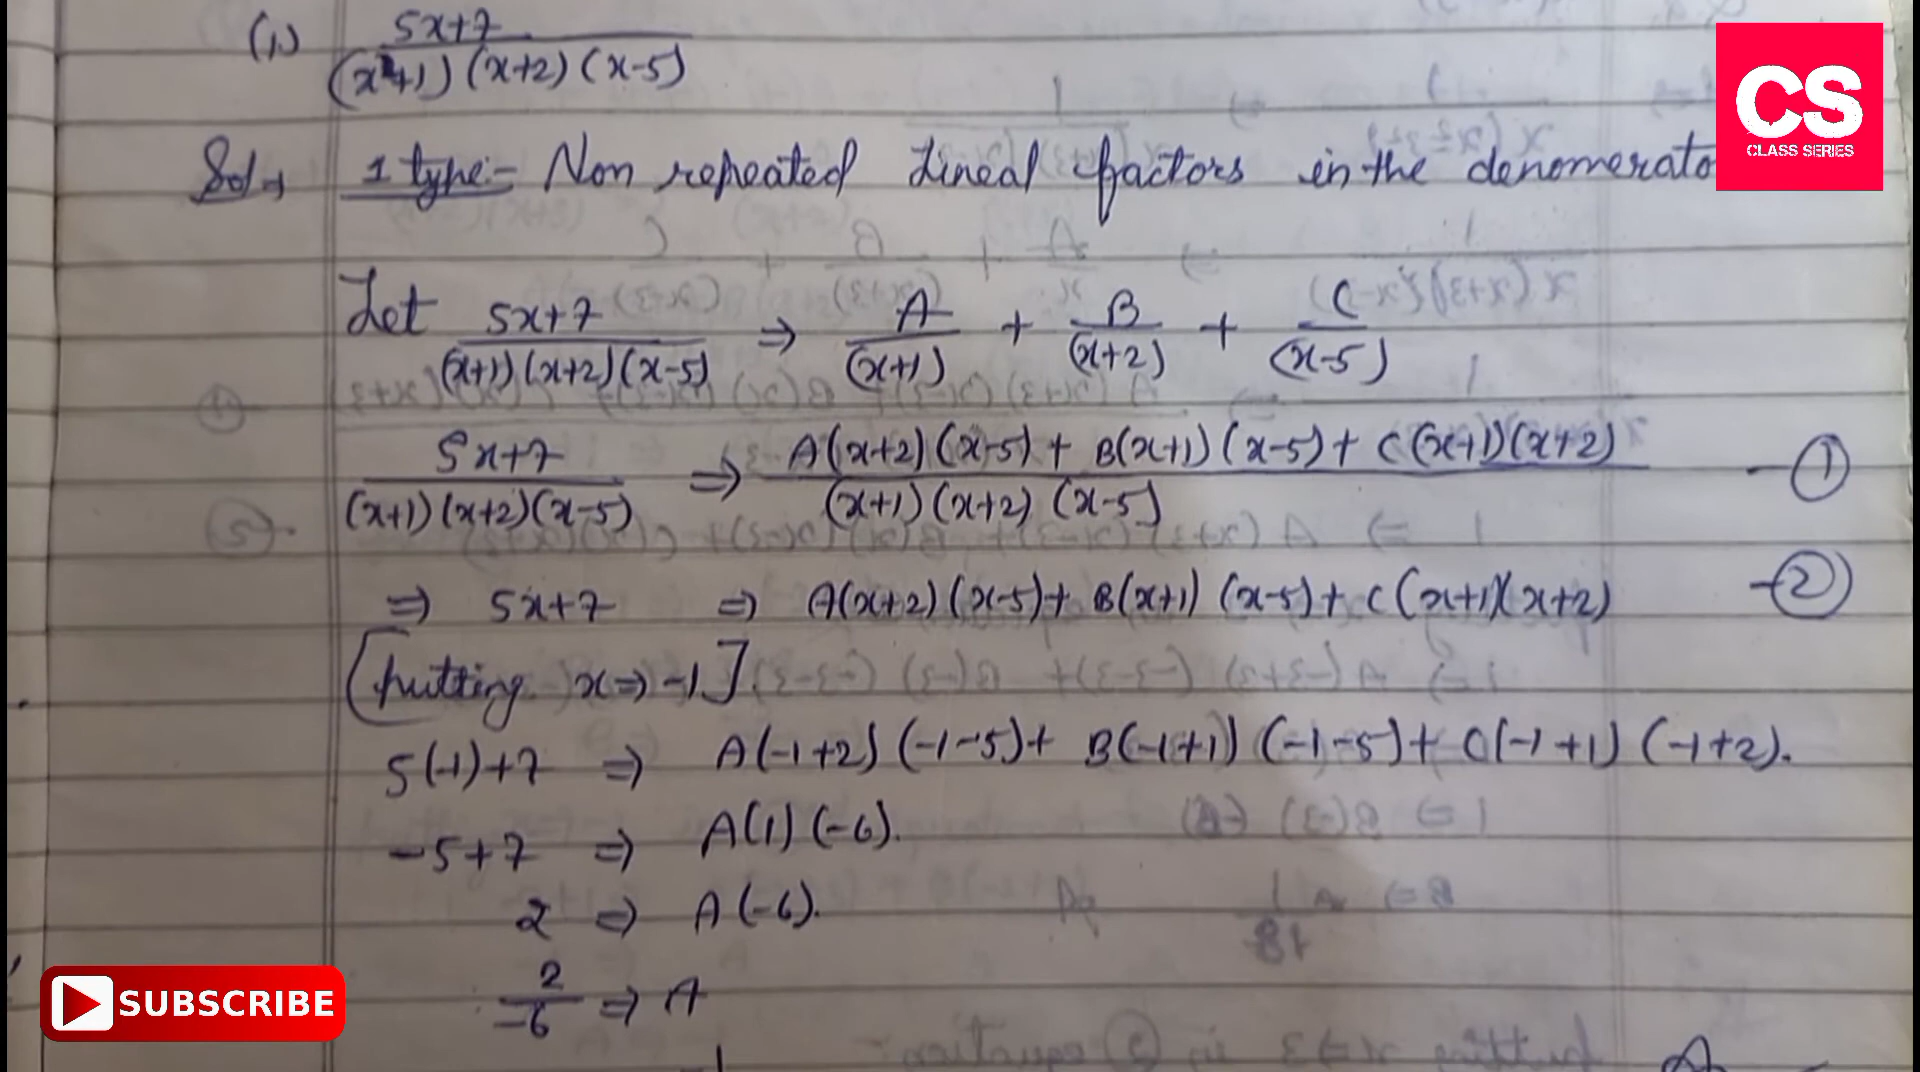 (1) 5x+7
(x+1) (x+2) (x-5)
CS
CLASS SERIES
Sol→ 1 type:- Non repeated Lineal factors in the denomerato
Let 5x+7/(x+1)(x+2)(x-5) ⇒ A/(x+1) + B/(x+2) + C/(x-5)
5x+7/(x+1)(x+2)(x-5) ⇒ A(x+2)(x-5)+ B(x+1)(x-5)+ C(x+1)(x+2)/(x+1)(x+2)(x-5) -①
⇒ 5x+7 ⇒ A(x+2)(x-5)+ B(x+1)(x-5)+ C(x+1)(x+2) -②
[putting x⇒-1].
5(-1)+7 ⇒ A(-1+2)(-1-5)+ B(-1+1)(-1-5)+ C(-1+1)(-1+2).
-5+7 ⇒ A(1)(-6).
2 ⇒ A(-6).
2/-6 ⇒ A
SUBSCRIBE